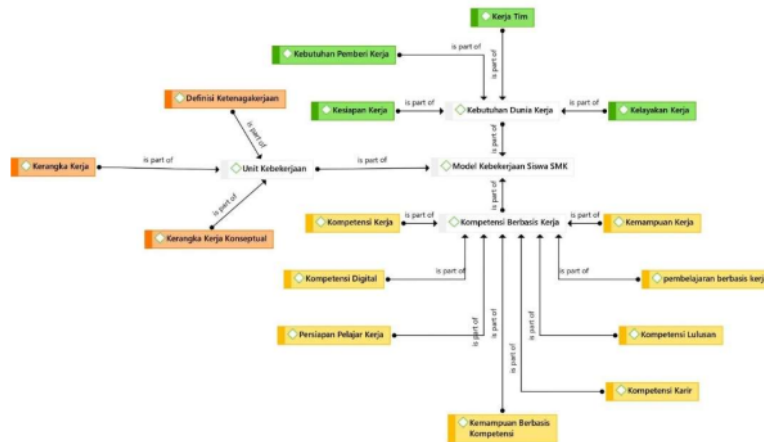 Kerja Tim
is part of
Kebutuhan Pemberi Kerja
is part of
Definisi Ketenagakerjaan
Kesiapan Kerja
is part of
Kebutuhan Dunia Kerja
is part of
Kelayakan Kerja
is part of
is part of
Kerangka Kerja
is part of
Unit Kebekerjaan
is part of
Model Kebekerjaan Siswa SMK
is part of
is part of
Kompetensi Kerja
is part of
Kompetensi Berbasis Kerja
is part of
Kemampuan Kerja
Kerangka Kerja Konseptual
Kompetensi Digital
is part of
is part of
pembelajaran berbasis kerj
Persiapan Pelajar Kerja
is part of
is part of
is part of
is part of
Kompetensi Lulusan
is part of
Kompetensi Karir
Kemampuan Berbasis
Kompetensi